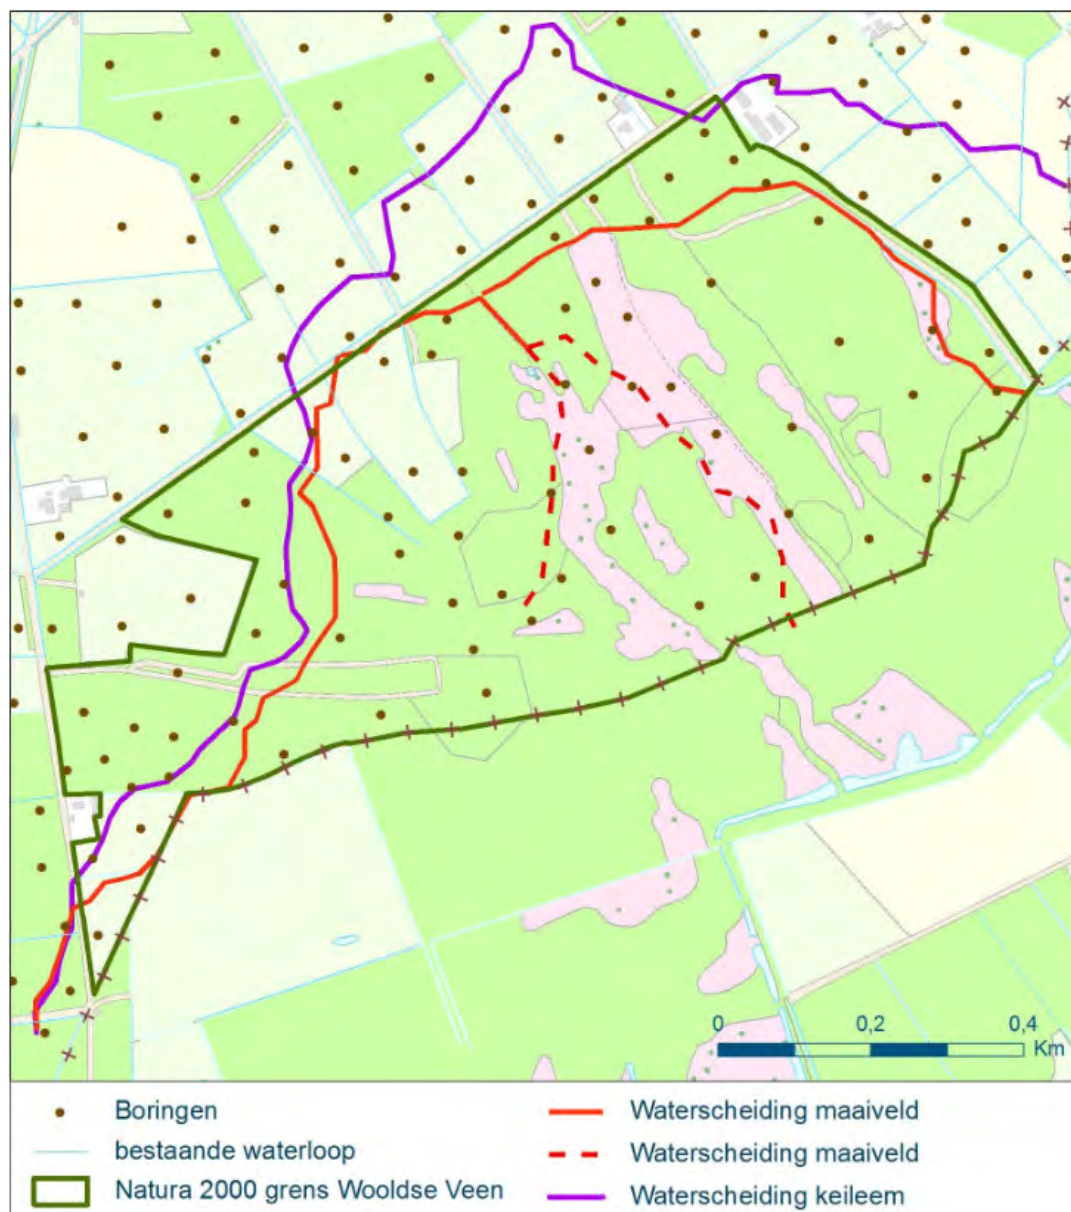 0 0,2 0,4
Km
Boringen
bestaande waterloop
Natura 2000 grens Wooldse Veen
Waterscheiding maaiveld
Waterscheiding maaiveld
Waterscheiding keileem